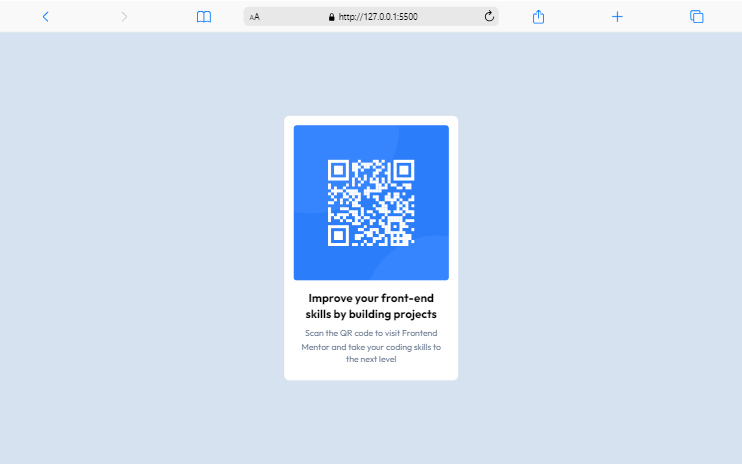 AA
http://127.0.0.1:5500
Improve your front-end
skills by building projects
Scan the QR code to visit Frontend
Mentor and take your coding skills to
the next level